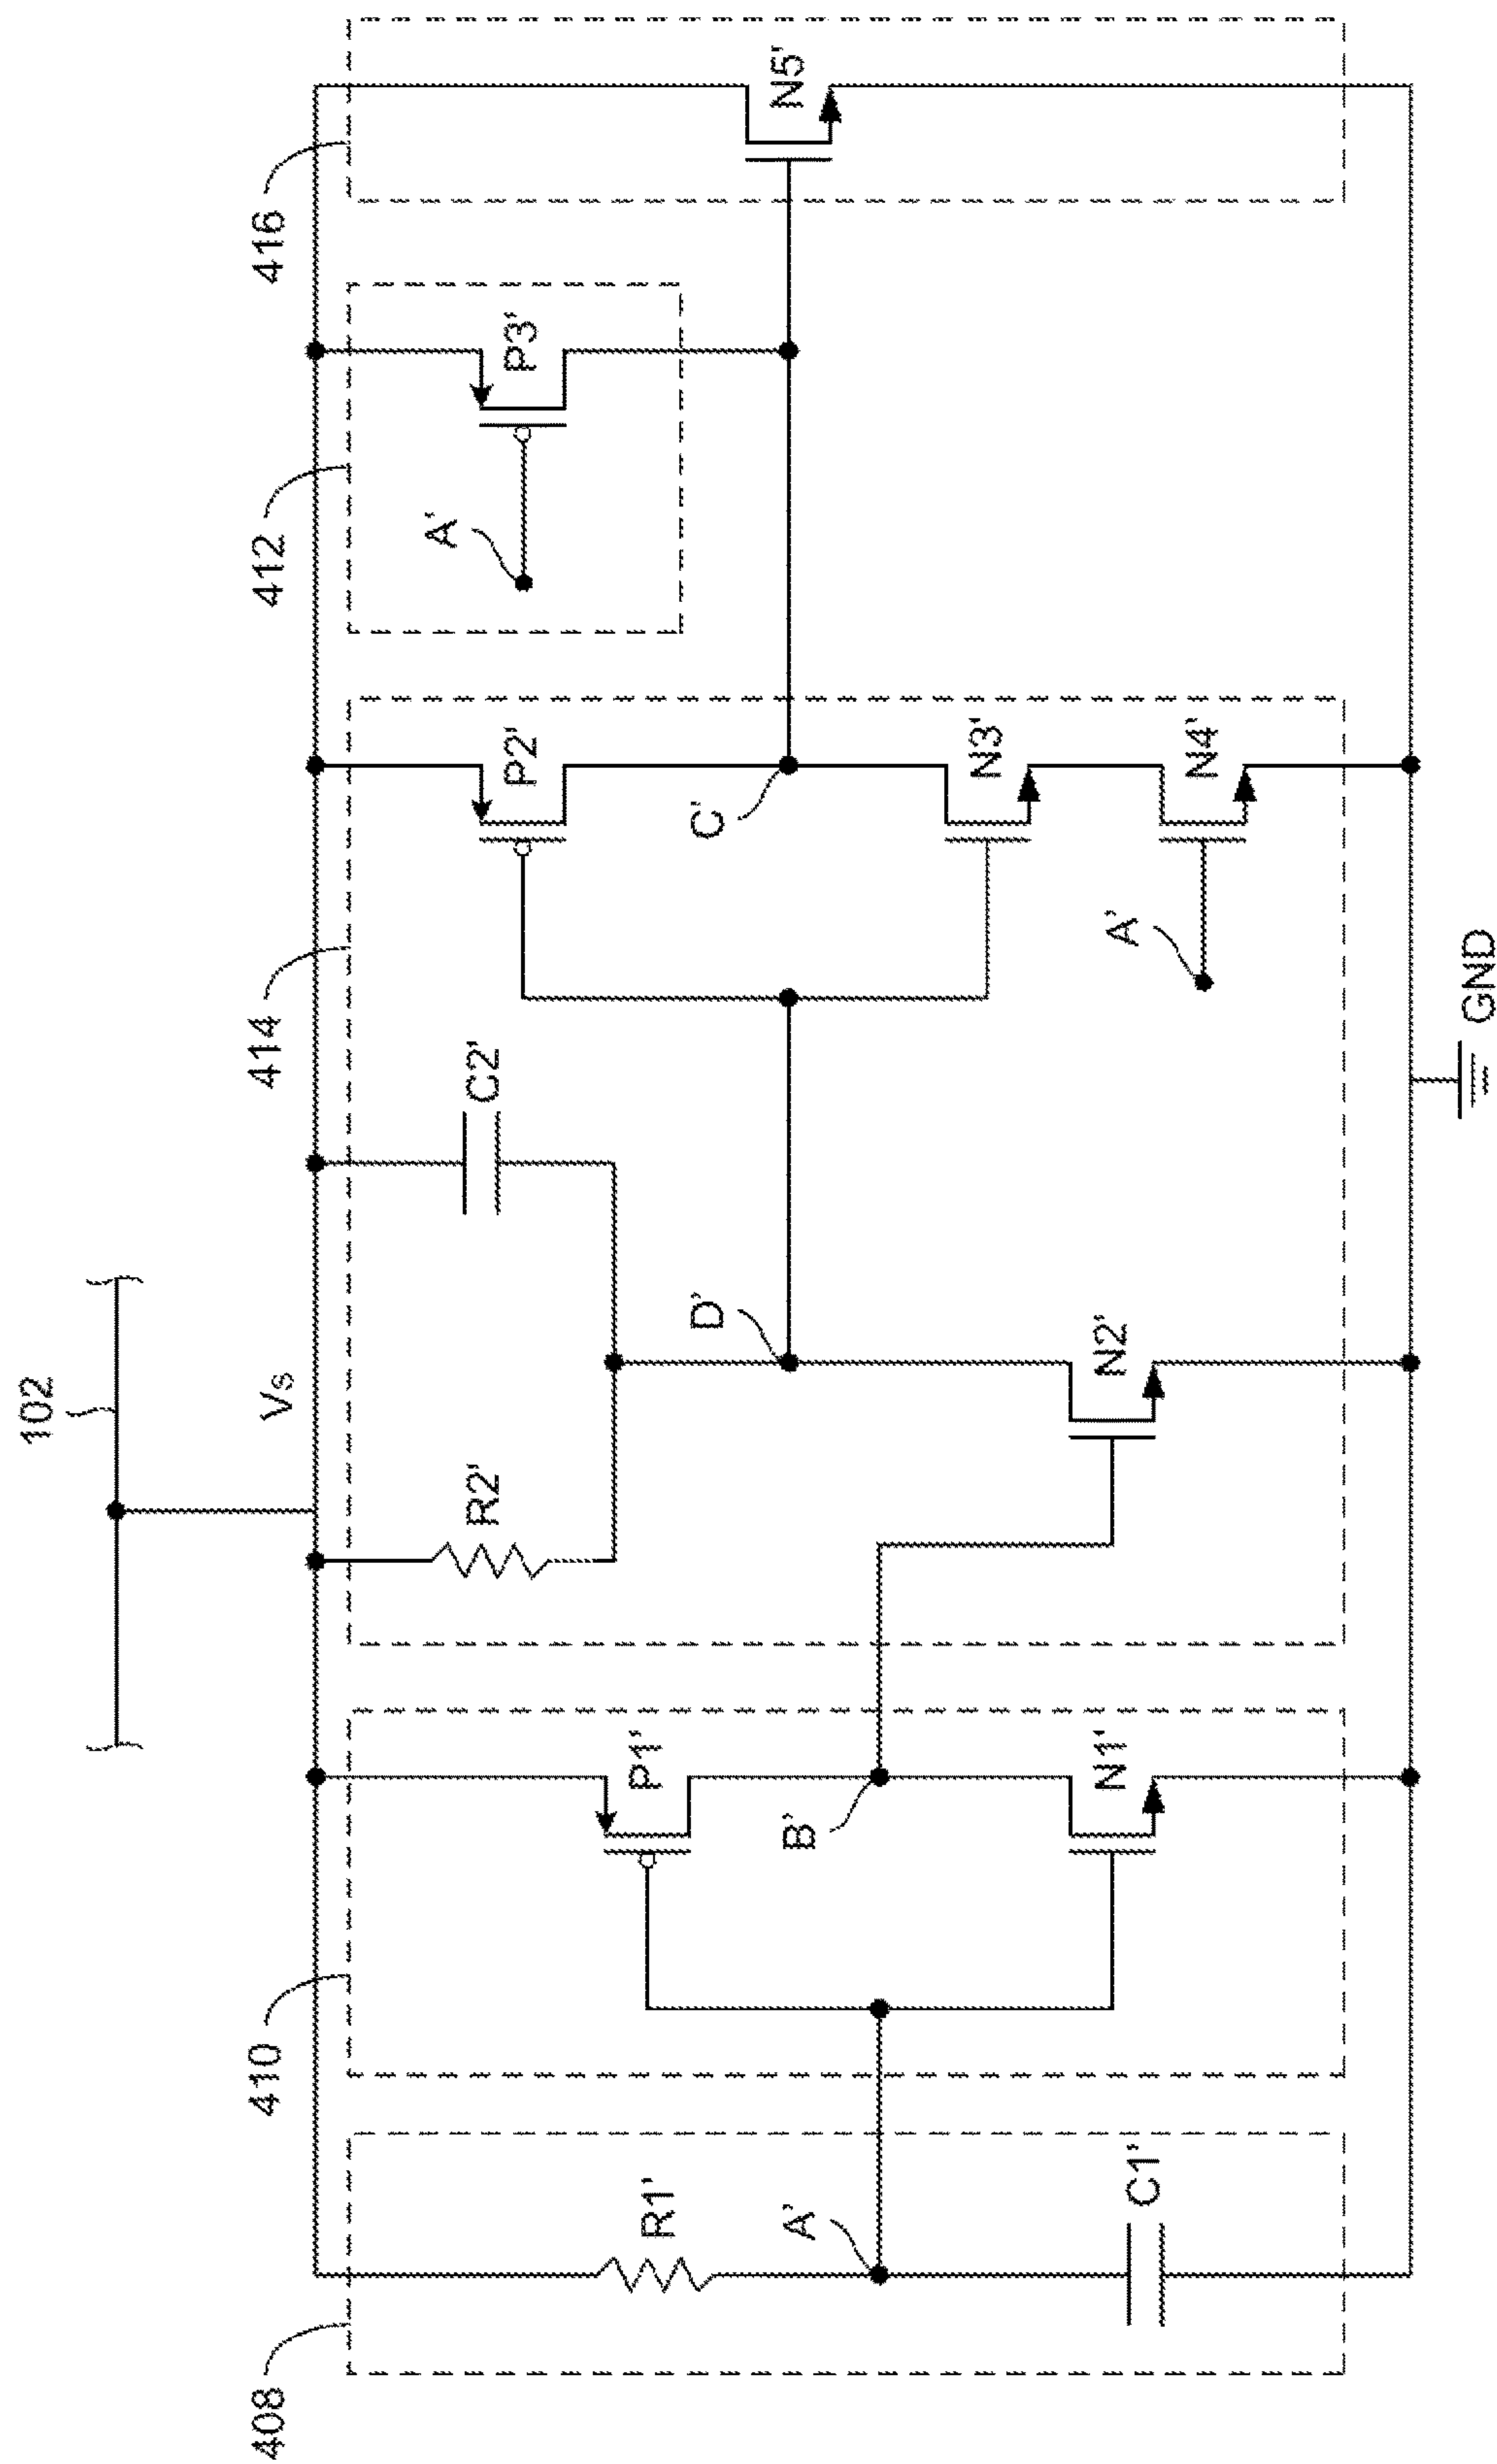 102
Vs
408
410
414
412
416
R1'
A'
C1'
P1'
B'
N1'
R2'
C2'
D'
N2'
P2'
C'
N3'
A'
N4'
A'
P3'
N5'
GND